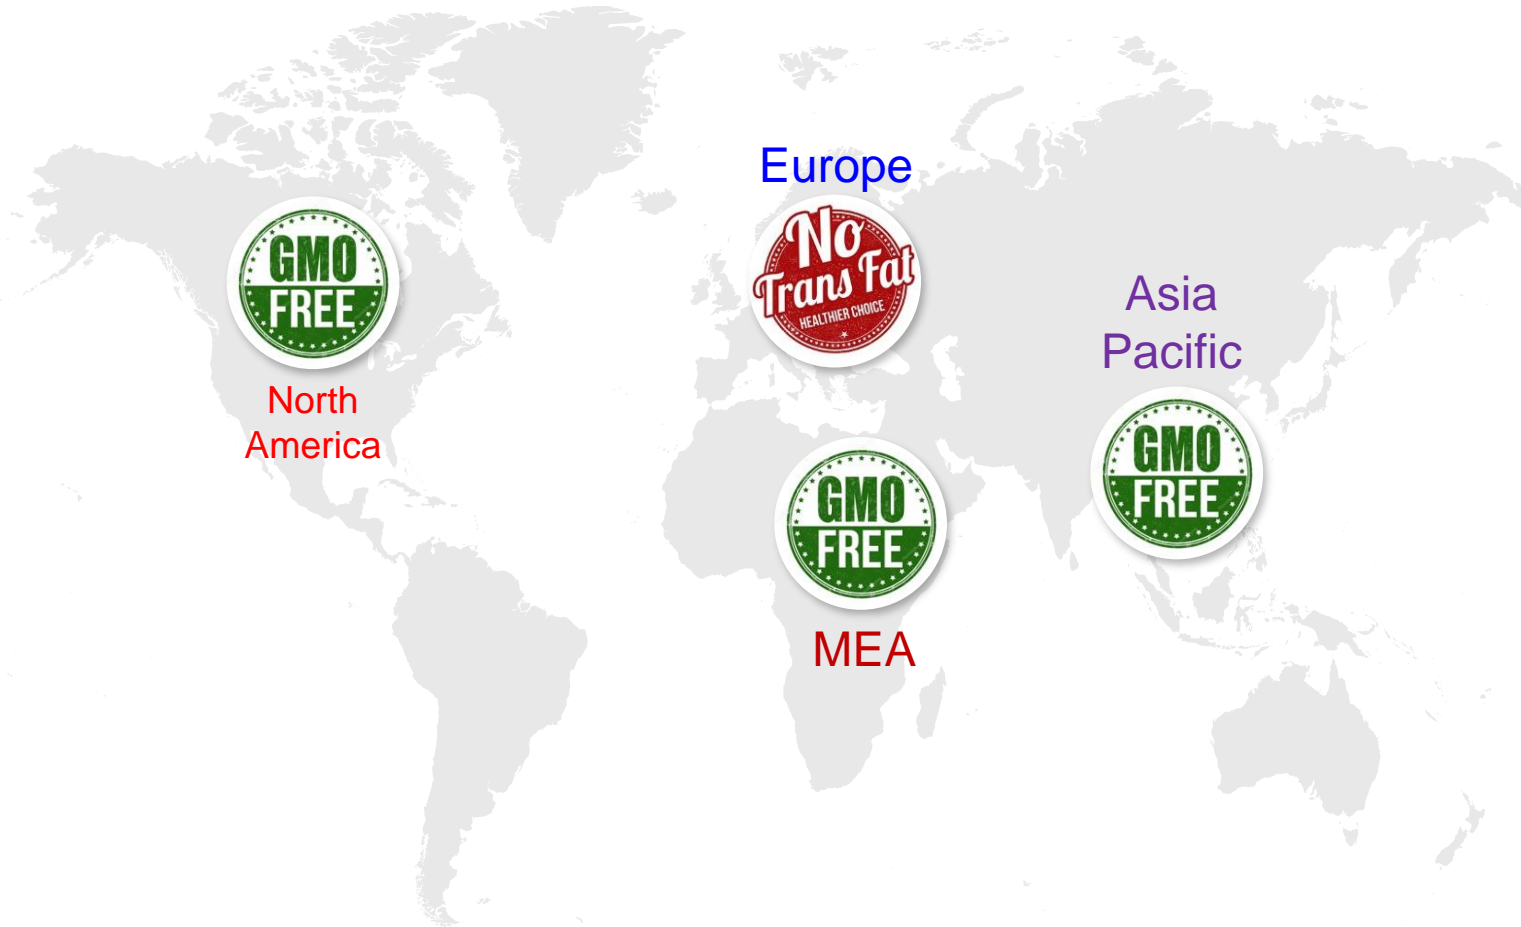 Europe
No
Trans Fat
HEALTHIER CHOICE
GMO
FREE
North
America
Asia
Pacific
GMO
FREE
GMO
FREE
MEA